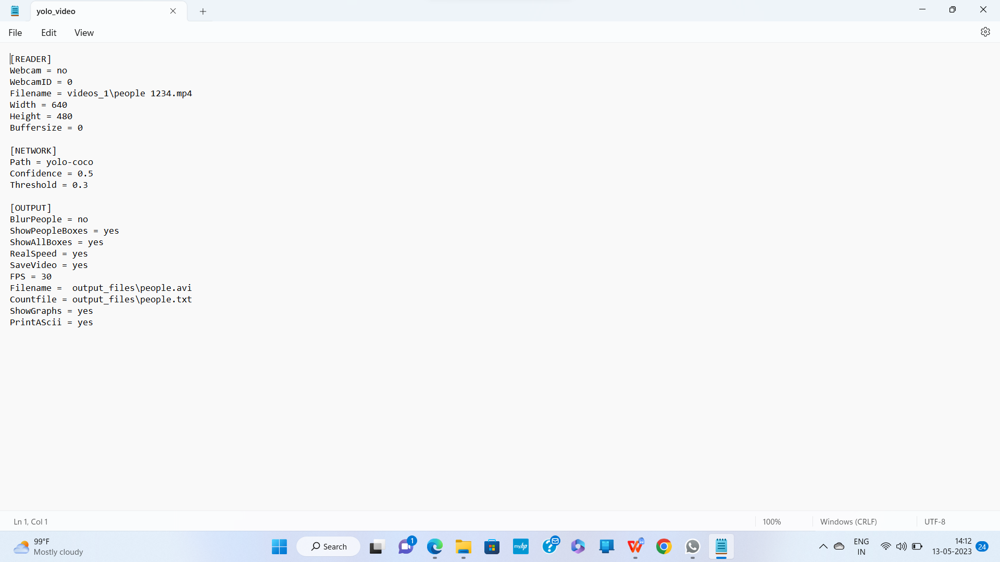 yolo_video
File Edit View
[READER]
Webcam = no
WebcamID = 0
Filename = videos_1\people 1234.mp4
Width = 640
Height = 480
Buffersize = 0
[NETWORK]
Path = yolo-coco
Confidence = 0.5
Threshold = 0.3
[OUTPUT]
BlurPeople = no
ShowPeopleBoxes = yes
ShowAllBoxes = yes
RealSpeed = yes
SaveVideo = yes
FPS = 30
Filename =  output_files\people.avi
Countfile = output_files\people.txt
ShowGraphs = yes
PrintAScii = yes
Ln 1, Col 1 100% Windows (CRLF) UTF-8
99°F
Mostly cloudy
Search
1
myhp
ENG
IN
14:12
13-05-2023
24